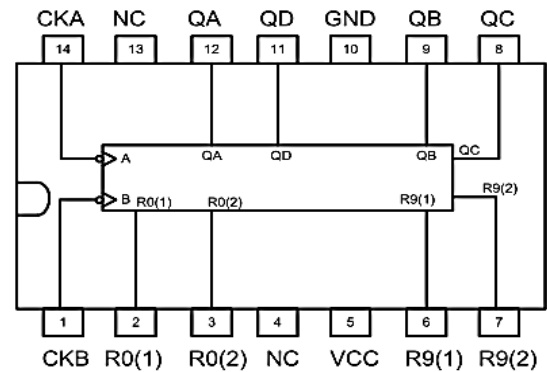 CKA NC QA QD GND QB QC
14 13 12 11 10 9 8
A QA QD QB QC
B R0(1) R0(2) R9(1) R9(2)
1 2 3 4 5 6 7
CKB R0(1) R0(2) NC VCC R9(1) R9(2)